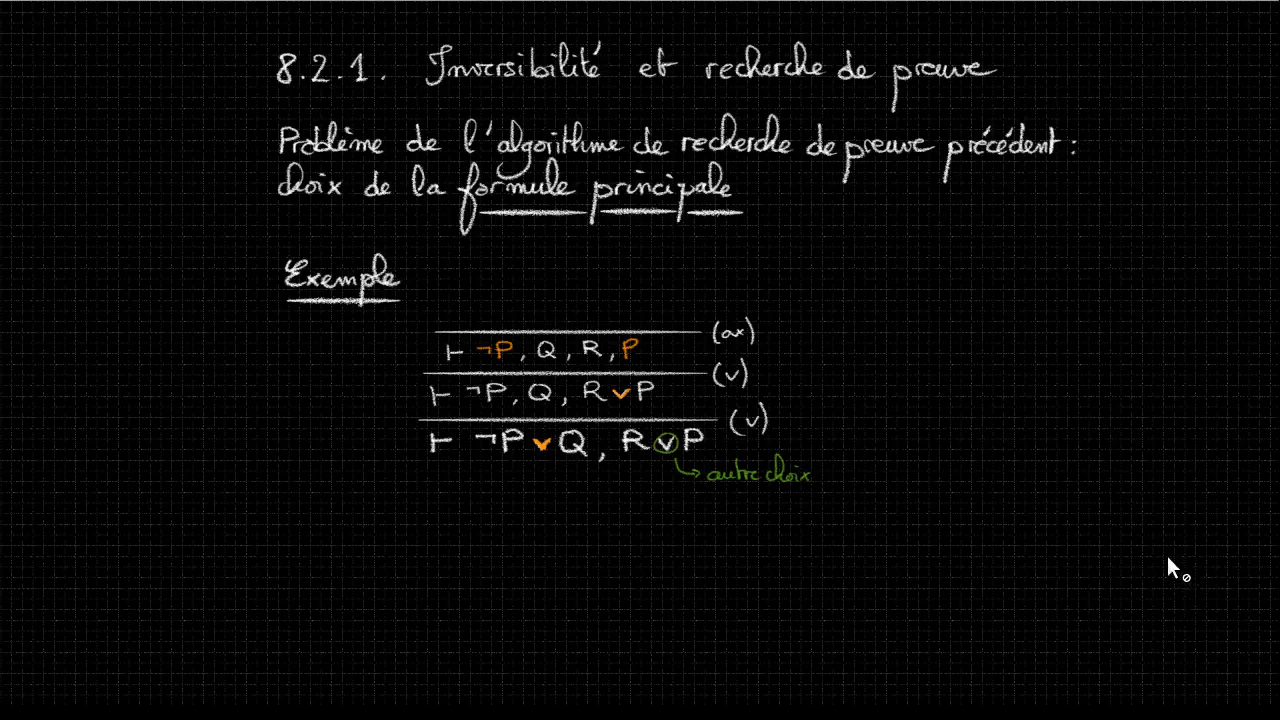 8.2.1. Inversibilité et recherche de preuve
Problème de l'algorithme de recherche de preuve précédent :
choix de la formule principale
Exemple
(ax)
⊢ ¬P, Q, R, P
(∨)
⊢ ¬P, Q, R ∨ P
(∨)
⊢ ¬P ∨ Q, R ∨ P
↳ autre choix